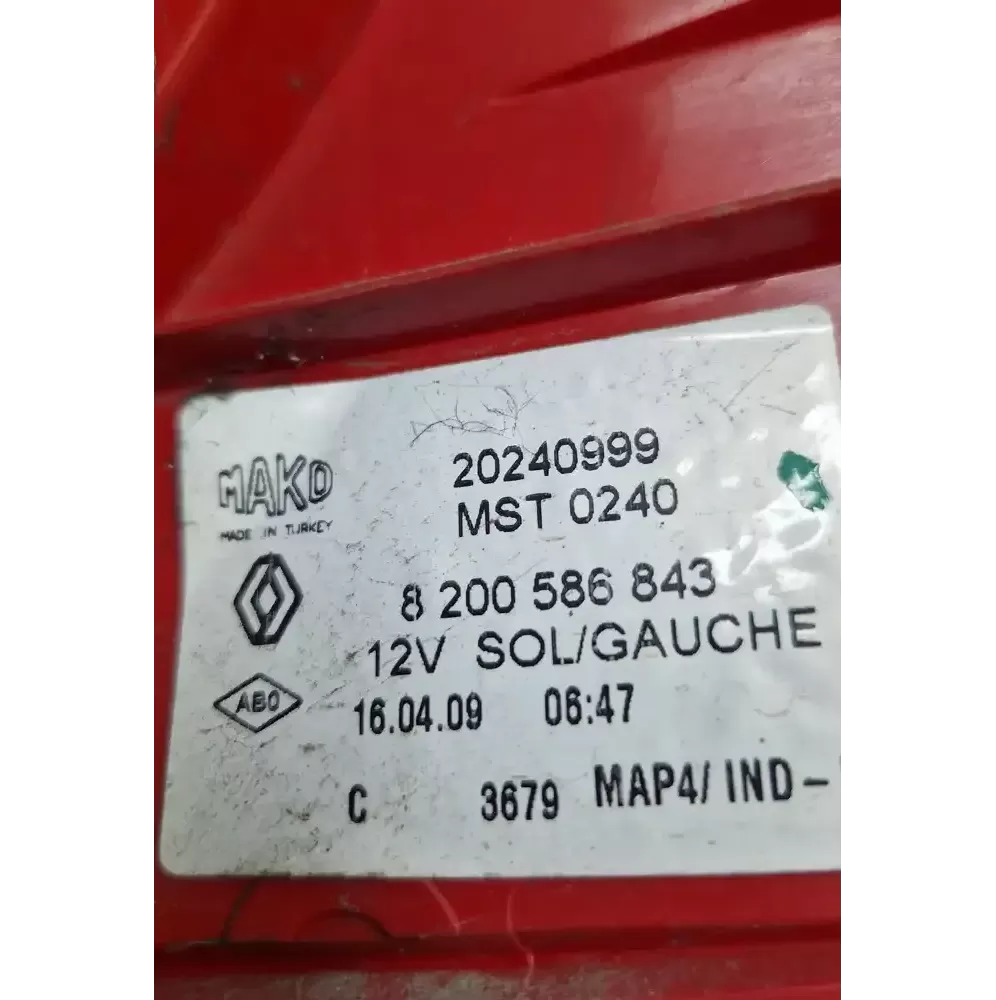 MAKO
MADE IN TURKEY
20240999
MST 0240
8 200 586 843
12V SOL/GAUCHE
ABO
16.04.09 06:47
C 3679 MAP4/ IND-